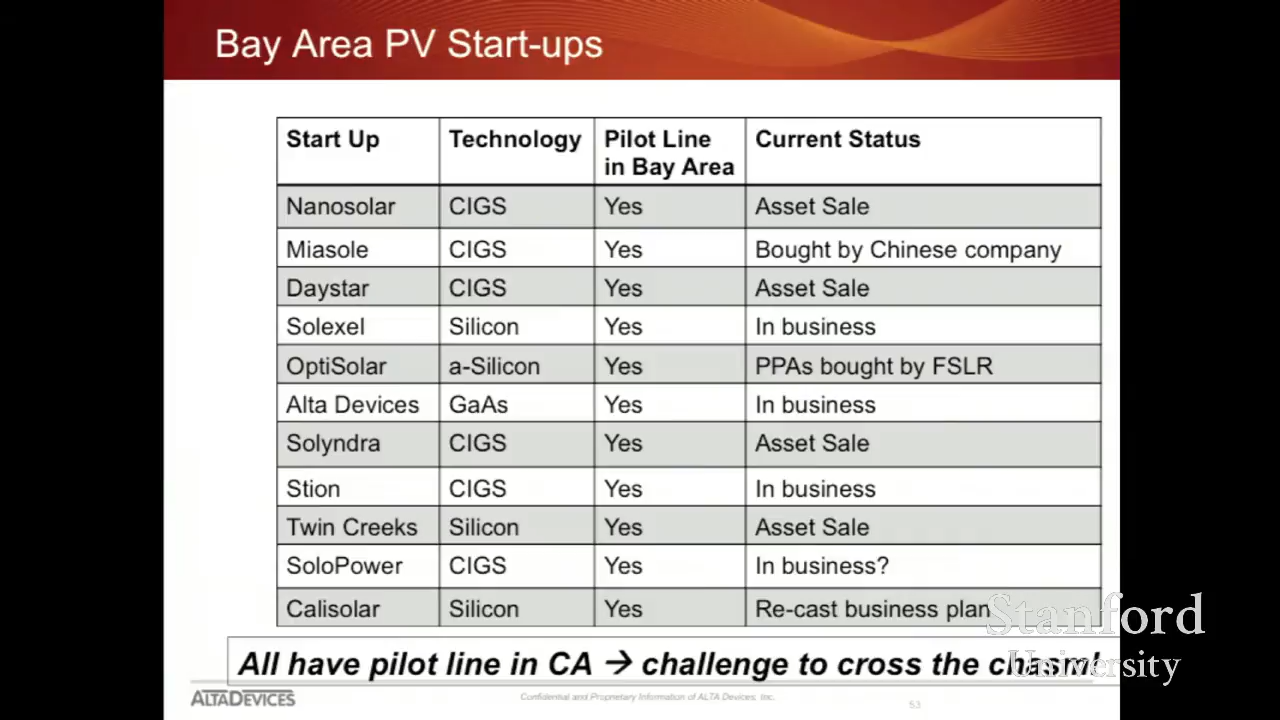 Bay Area PV Start-ups
Start Up Technology Pilot Line in Bay Area Current Status
Nanosolar CIGS Yes Asset Sale
Miasole CIGS Yes Bought by Chinese company
Daystar CIGS Yes Asset Sale
Solexel Silicon Yes In business
OptiSolar a-Silicon Yes PPAs bought by FSLR
Alta Devices GaAs Yes In business
Solyndra CIGS Yes Asset Sale
Stion CIGS Yes In business
Twin Creeks Silicon Yes Asset Sale
SoloPower CIGS Yes In business?
Calisolar Silicon Yes Re-cast business plan
All have pilot line in CA → challenge to cross the chasm!
Stanford
University
ALTADEVICES
Confidential and Proprietary Information of ALTA Devices, Inc.
53